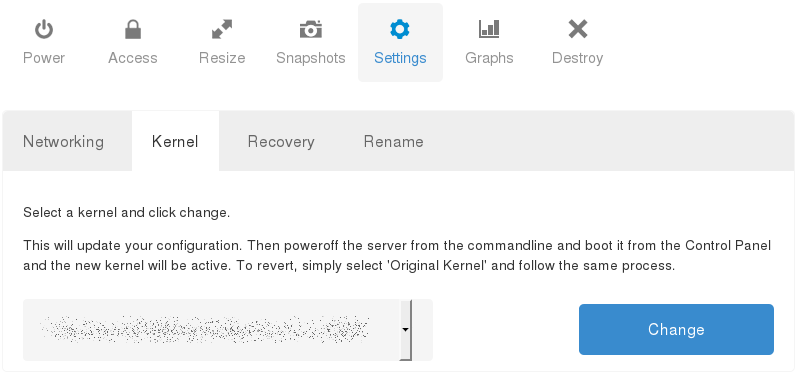 Power
Access
Resize
Snapshots
Settings
Graphs
Destroy
Networking
Kernel
Recovery
Rename
Select a kernel and click change.
This will update your configuration. Then poweroff the server from the commandline and boot it from the Control Panel
and the new kernel will be active. To revert, simply select 'Original Kernel' and follow the same process.
Change